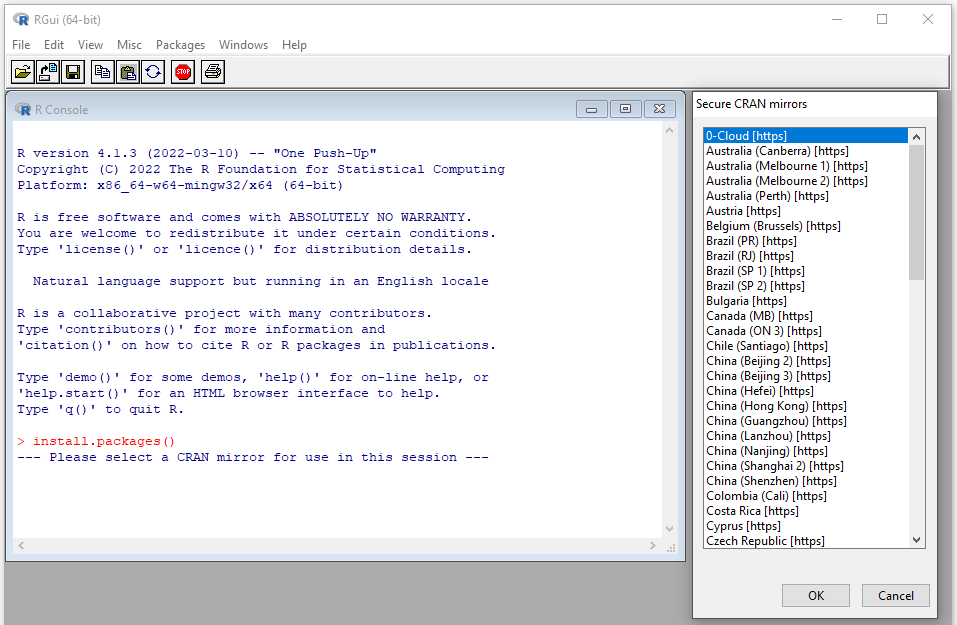 RGui (64-bit)
File Edit View Misc Packages Windows Help
STOP
R Console
R version 4.1.3 (2022-03-10) -- "One Push-Up"
Copyright (C) 2022 The R Foundation for Statistical Computing
Platform: x86_64-w64-mingw32/x64 (64-bit)
R is free software and comes with ABSOLUTELY NO WARRANTY.
You are welcome to redistribute it under certain conditions.
Type 'license()' or 'licence()' for distribution details.
Natural language support but running in an English locale
R is a collaborative project with many contributors.
Type 'contributors()' for more information and
'citation()' on how to cite R or R packages in publications.
Type 'demo()' for some demos, 'help()' for on-line help, or
'help.start()' for an HTML browser interface to help.
Type 'q()' to quit R.
> install.packages()
--- Please select a CRAN mirror for use in this session ---
Secure CRAN mirrors
0-Cloud [https]
Australia (Canberra) [https]
Australia (Melbourne 1) [https]
Australia (Melbourne 2) [https]
Australia (Perth) [https]
Austria [https]
Belgium (Brussels) [https]
Brazil (PR) [https]
Brazil (RJ) [https]
Brazil (SP 1) [https]
Brazil (SP 2) [https]
Bulgaria [https]
Canada (MB) [https]
Canada (ON 3) [https]
Chile (Santiago) [https]
China (Beijing 2) [https]
China (Beijing 3) [https]
China (Hefei) [https]
China (Hong Kong) [https]
China (Guangzhou) [https]
China (Lanzhou) [https]
China (Nanjing) [https]
China (Shanghai 2) [https]
China (Shenzhen) [https]
Colombia (Cali) [https]
Costa Rica [https]
Cyprus [https]
Czech Republic [https]
OK Cancel